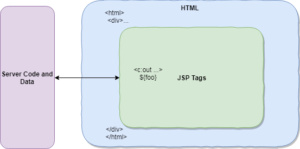 HTML
<html>
<div> ...
<c:out ...>
${foo}
JSP Tags
Server Code and
Data
</div>
</html>